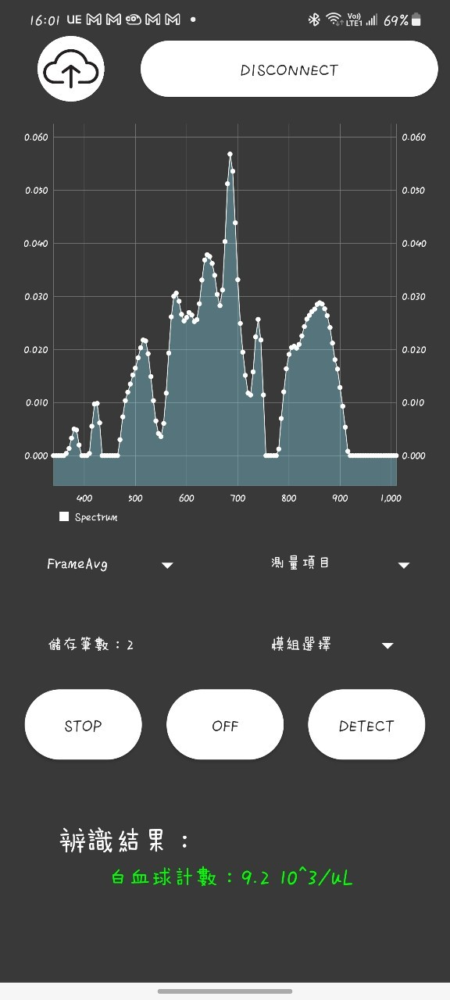 16:01 UE Vo)) LTE1 69%
DISCONNECT
0.060 0.060
0.050 0.050
0.040 0.040
0.030 0.030
0.020 0.020
0.010 0.010
0.000 0.000
400 500 600 700 800 900 1,000
Spectrum
FrameAvg 測量項目
儲存筆數：2 模組選擇
STOP OFF DETECT
辨識結果：
白血球計數：9.2 10^3/uL